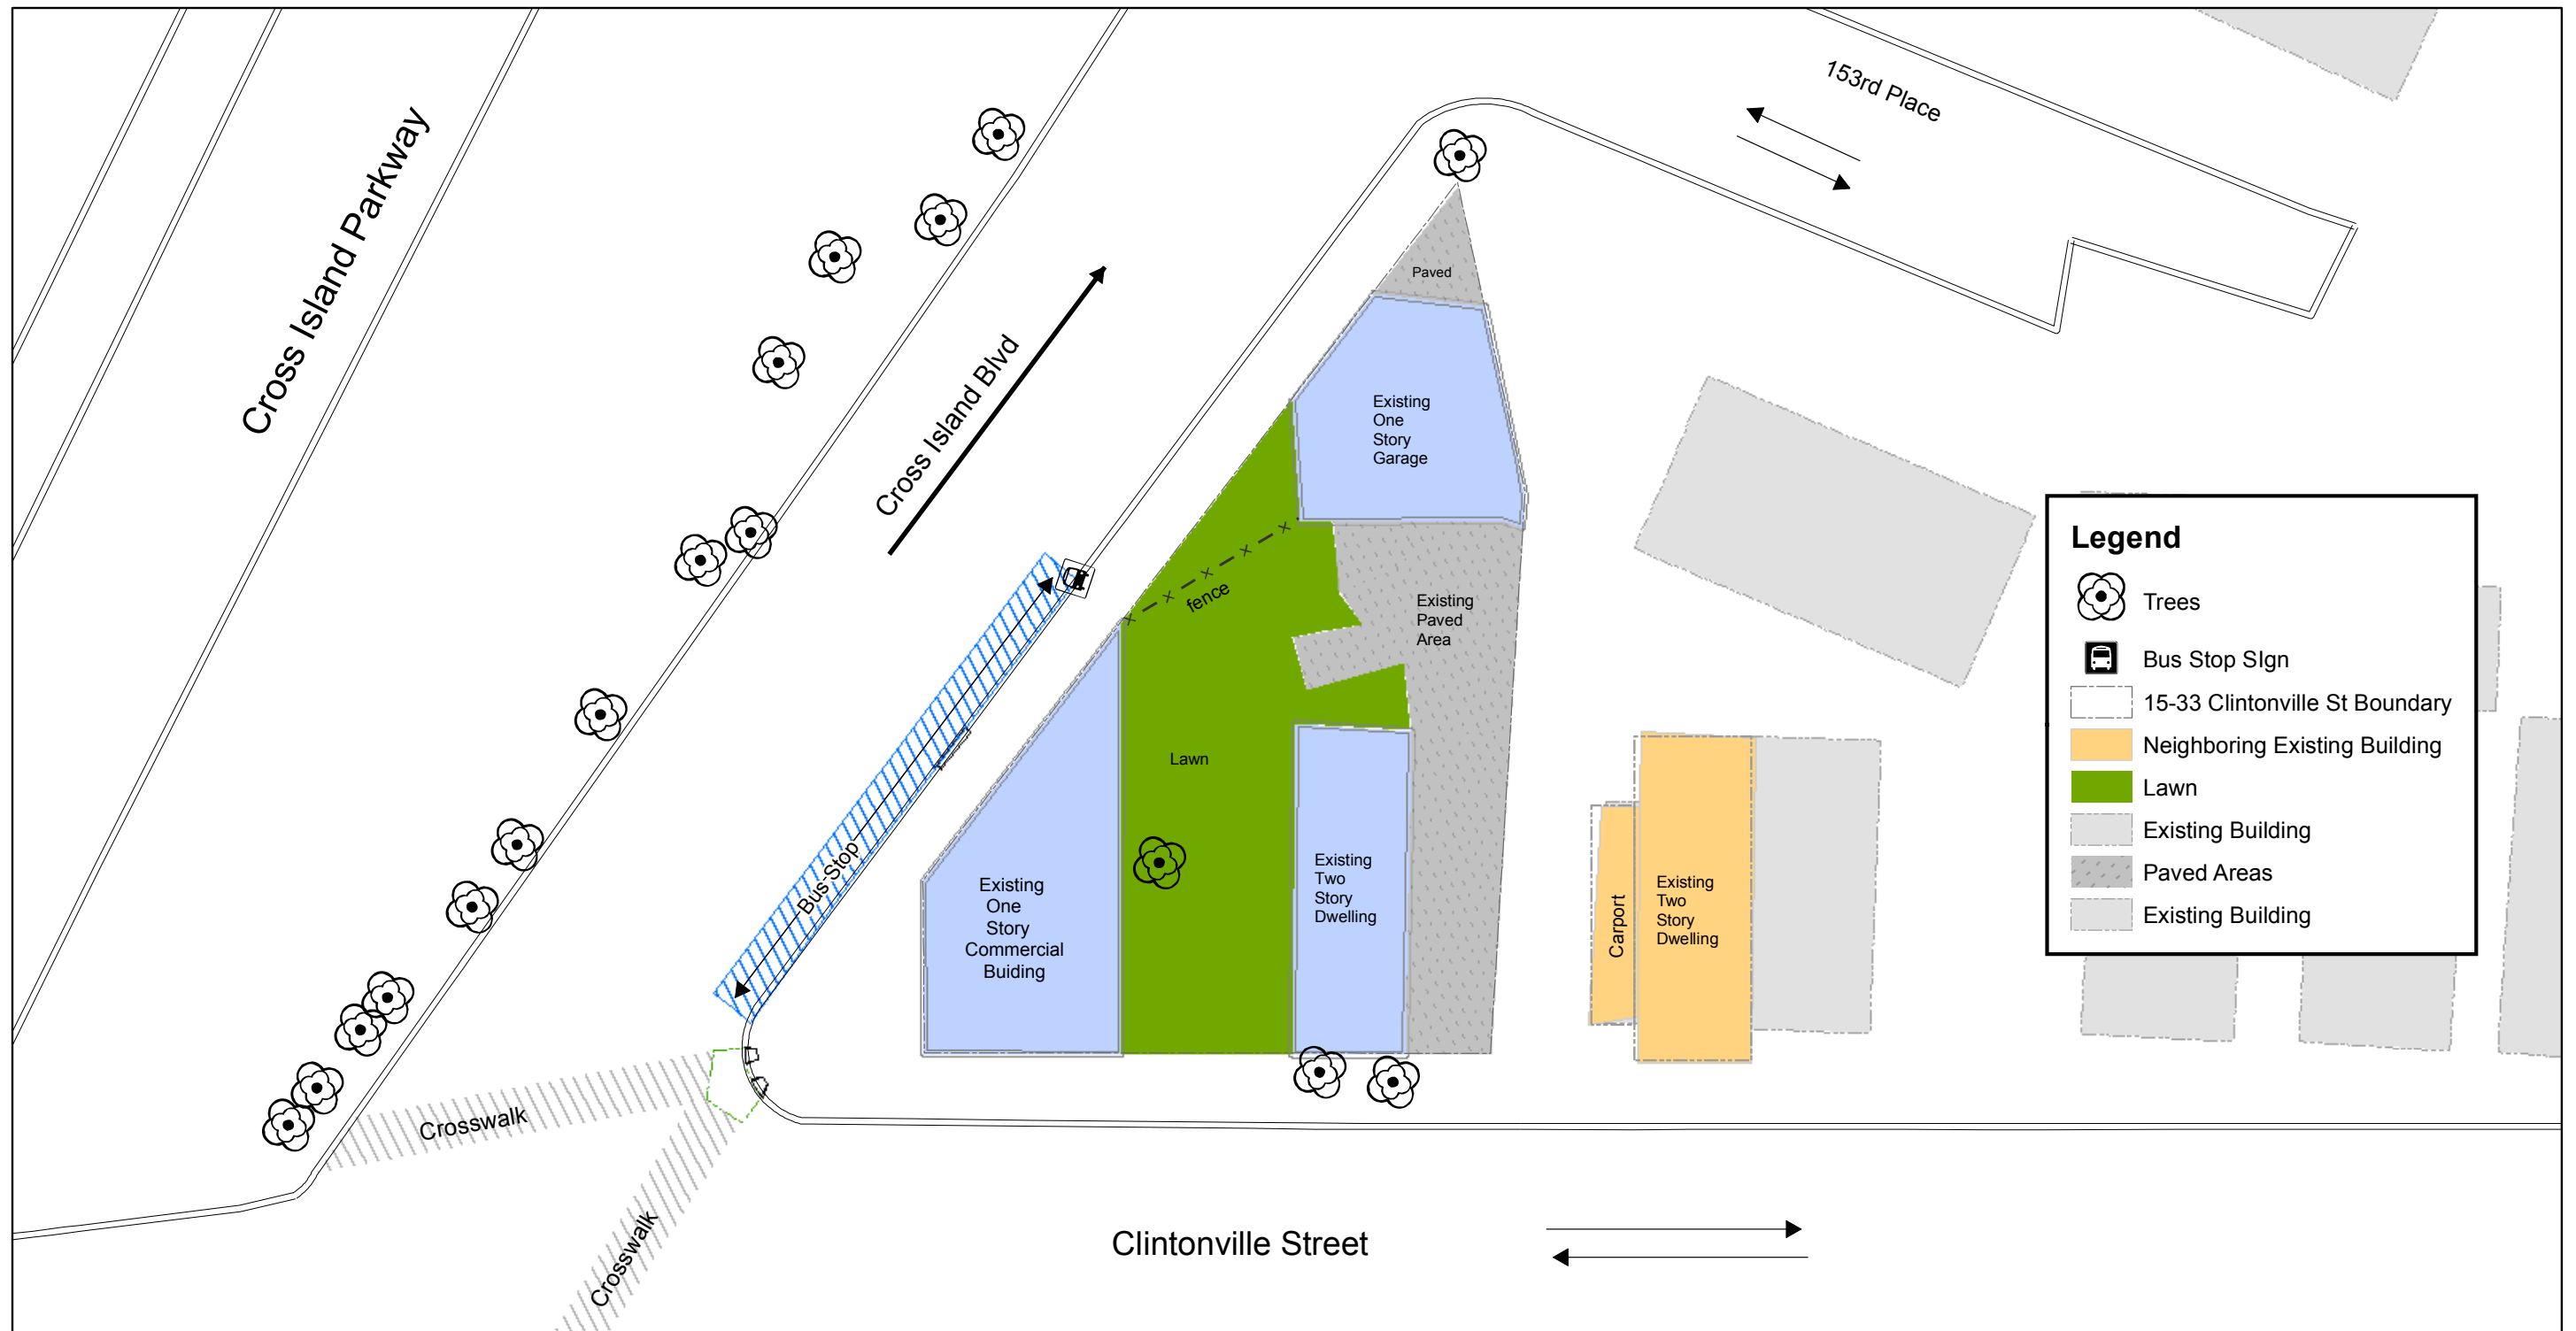 153rd Place
Cross Island Parkway
Cross Island Blvd
Paved
Existing
One
Story
Garage
fence
Existing
Paved
Area
Lawn
Bus-Stop
Existing
One
Story
Commercial
Buiding
Existing
Two
Story
Dwelling
Carport
Existing
Two
Story
Dwelling
Crosswalk
Crosswalk
Clintonville Street
Legend
Trees
Bus Stop SIgn
15-33 Clintonville St Boundary
Neighboring Existing Building
Lawn
Existing Building
Paved Areas
Existing Building